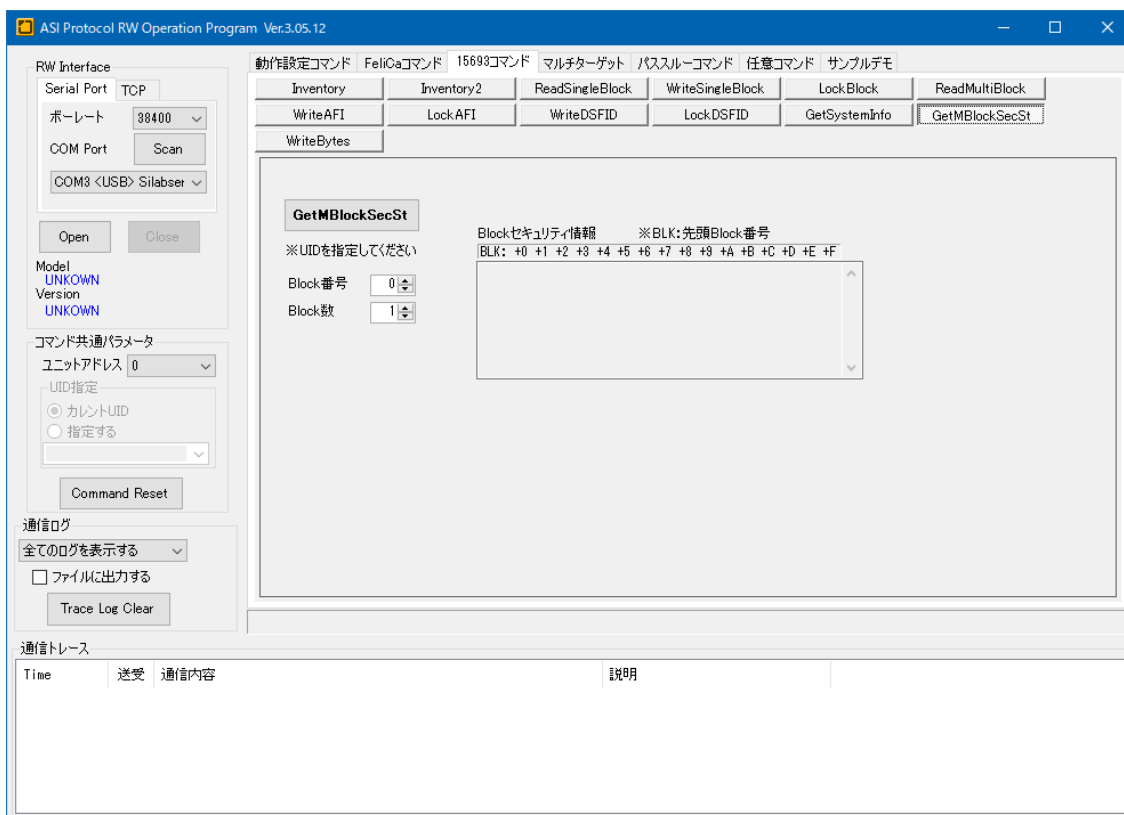 ASI Protocol RW Operation Program Ver.3.05.12
RW Interface
Serial Port TCP
ボーレート 38400
COM Port Scan
COM3 <USB> Silabser
Open Close
Model
UNKOWN
Version
UNKOWN
コマンド共通パラメータ
ユニットアドレス 0
UID指定
カレントUID
指定する
Command Reset
通信ログ
全てのログを表示する
ファイルに出力する
Trace Log Clear
動作設定コマンド FeliCaコマンド 15693コマンド マルチターゲット パススルーコマンド 任意コマンド サンプルデモ
Inventory Inventory2 ReadSingleBlock WriteSingleBlock LockBlock ReadMultiBlock
WriteAFI LockAFI WriteDSFID LockDSFID GetSystemInfo GetMBlockSecSt
WriteBytes
GetMBlockSecSt
※UIDを指定してください
Block番号 0
Block数 1
Blockセキュリティ情報 ※BLK:先頭Block番号
BLK: +0 +1 +2 +3 +4 +5 +6 +7 +8 +9 +A +B +C +D +E +F
通信トレース
Time 送受 通信内容 説明